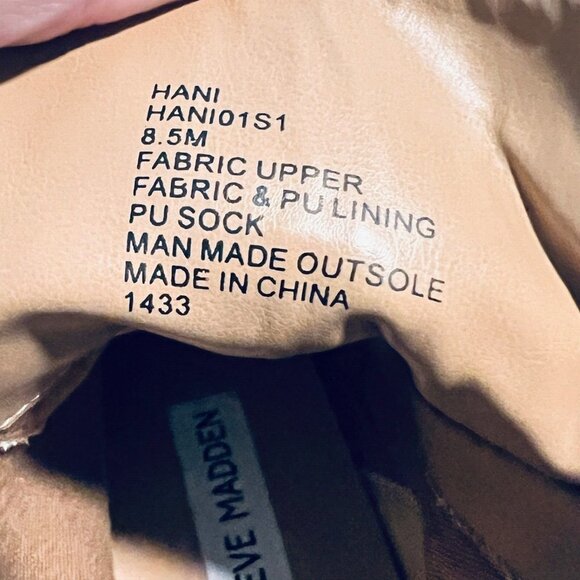 HANI
HANI01S1
8.5M
FABRIC UPPER
FABRIC & PU LINING
PU SOCK
MAN MADE OUTSOLE
MADE IN CHINA
1433
EVE MADDEN